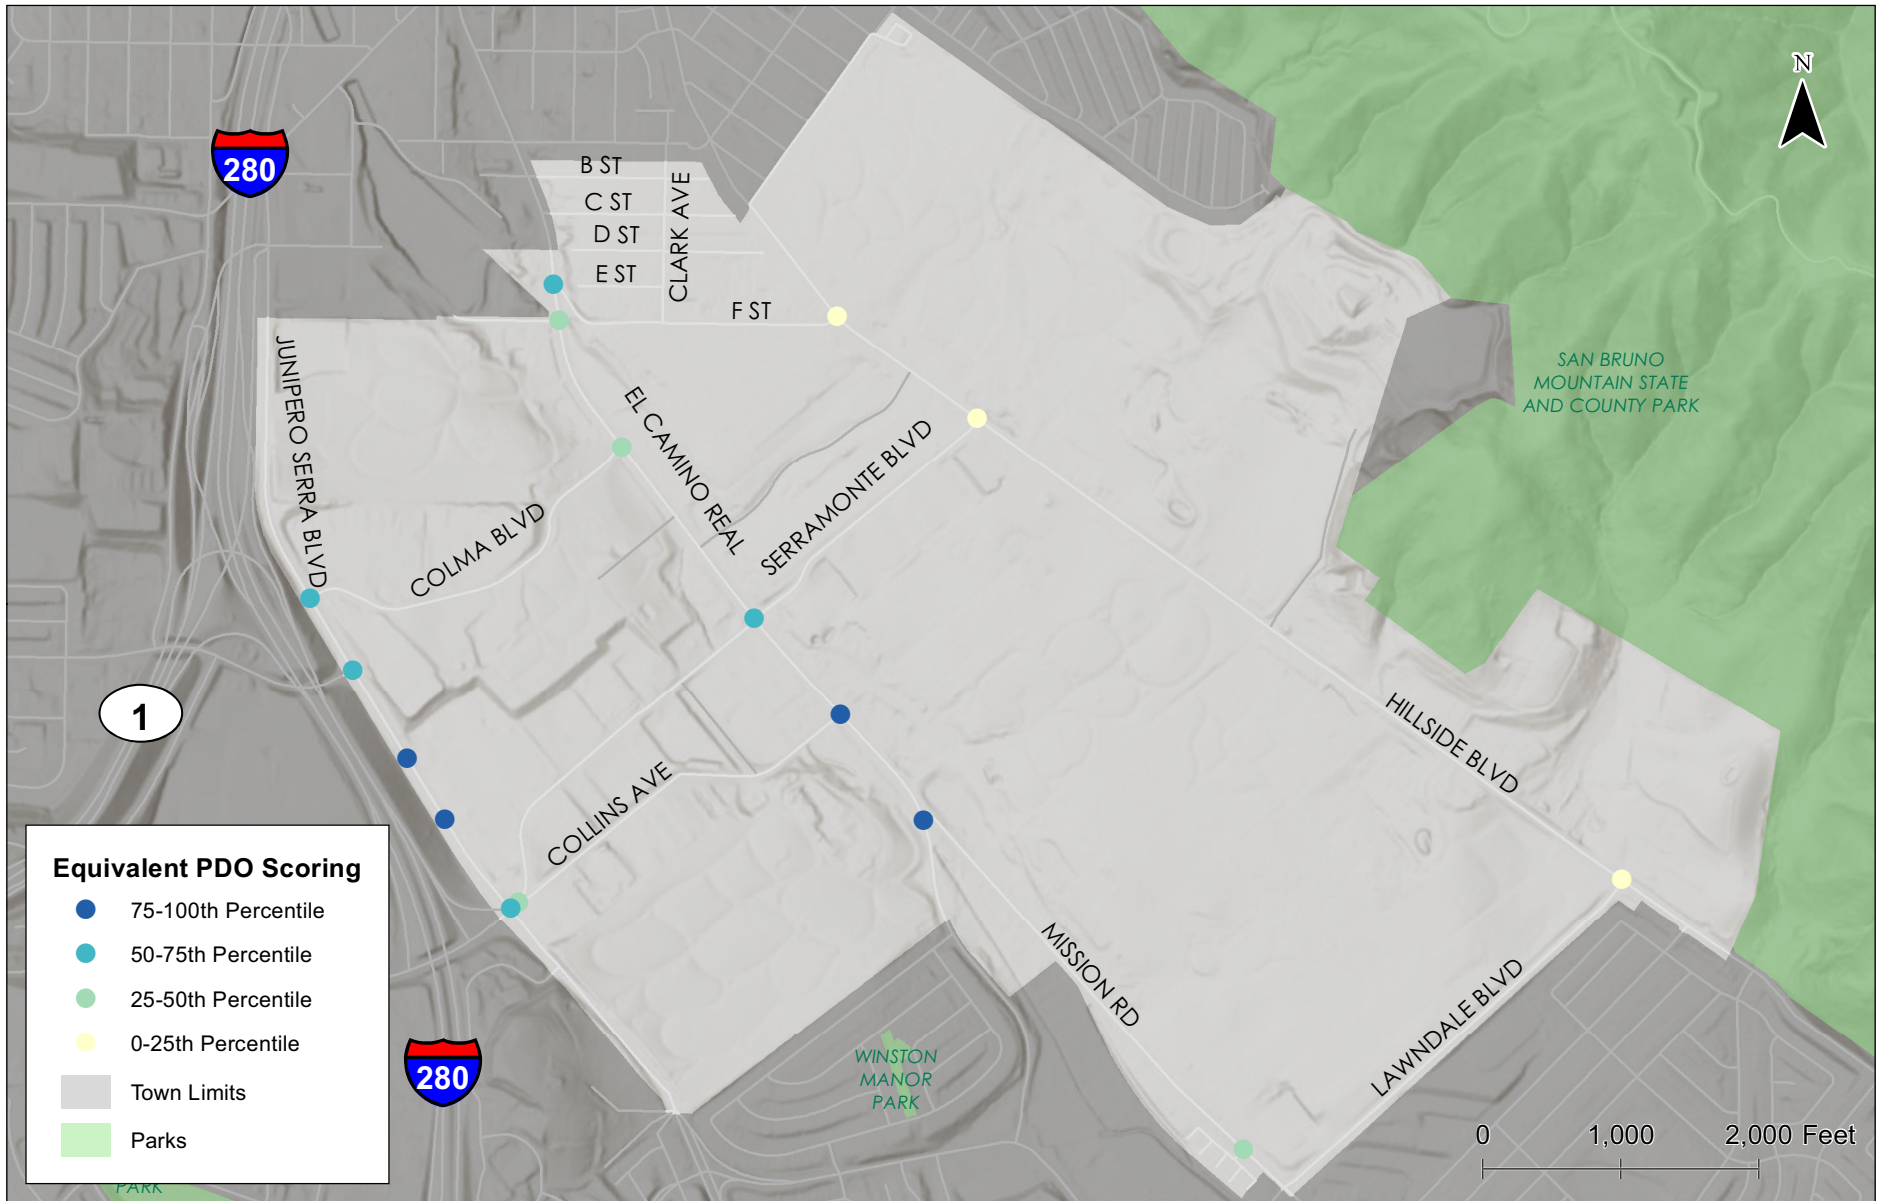 N
280
B ST
C ST
D ST
E ST
CLARK AVE
F ST
JUNIPERO SERRA BLVD
EL CAMINO REAL
SERRAMONTE BLVD
COLMA BLVD
SAN BRUNO
MOUNTAIN STATE
AND COUNTY PARK
1
HILLSIDE BLVD
COLLINS AVE
MISSION RD
LAWNDALE BLVD
WINSTON
MANOR
PARK
280
Equivalent PDO Scoring
75-100th Percentile
50-75th Percentile
25-50th Percentile
0-25th Percentile
Town Limits
Parks
PARK
0 1,000 2,000 Feet